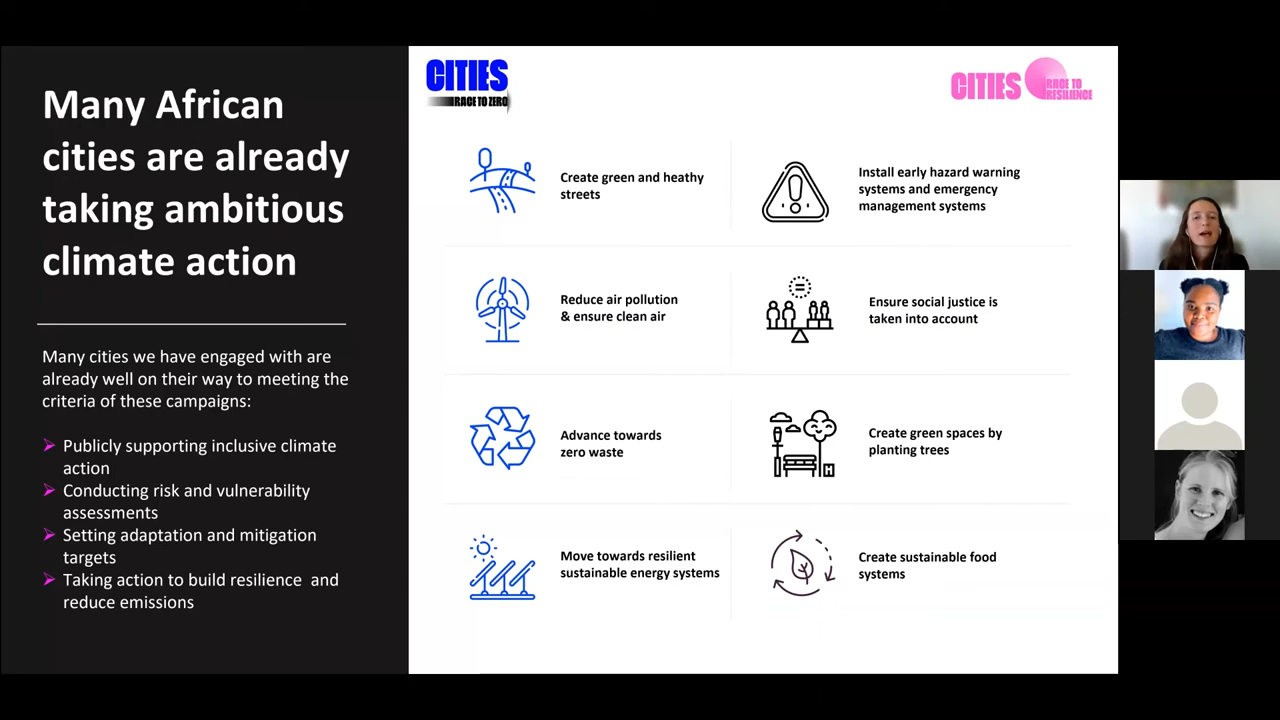 Many African
cities are already
taking ambitious
climate action
Many cities we have engaged with are
already well on their way to meeting the
criteria of these campaigns:
Publicly supporting inclusive climate
action
Conducting risk and vulnerability
assessments
Setting adaptation and mitigation
targets
Taking action to build resilience and
reduce emissions
CITIES
RACE TO ZERO
CITIES
RACE TO
RESILIENCE
Create green and heathy
streets
Install early hazard warning
systems and emergency
management systems
Reduce air pollution
& ensure clean air
Ensure social justice is
taken into account
Advance towards
zero waste
Create green spaces by
planting trees
Move towards resilient
sustainable energy systems
Create sustainable food
systems